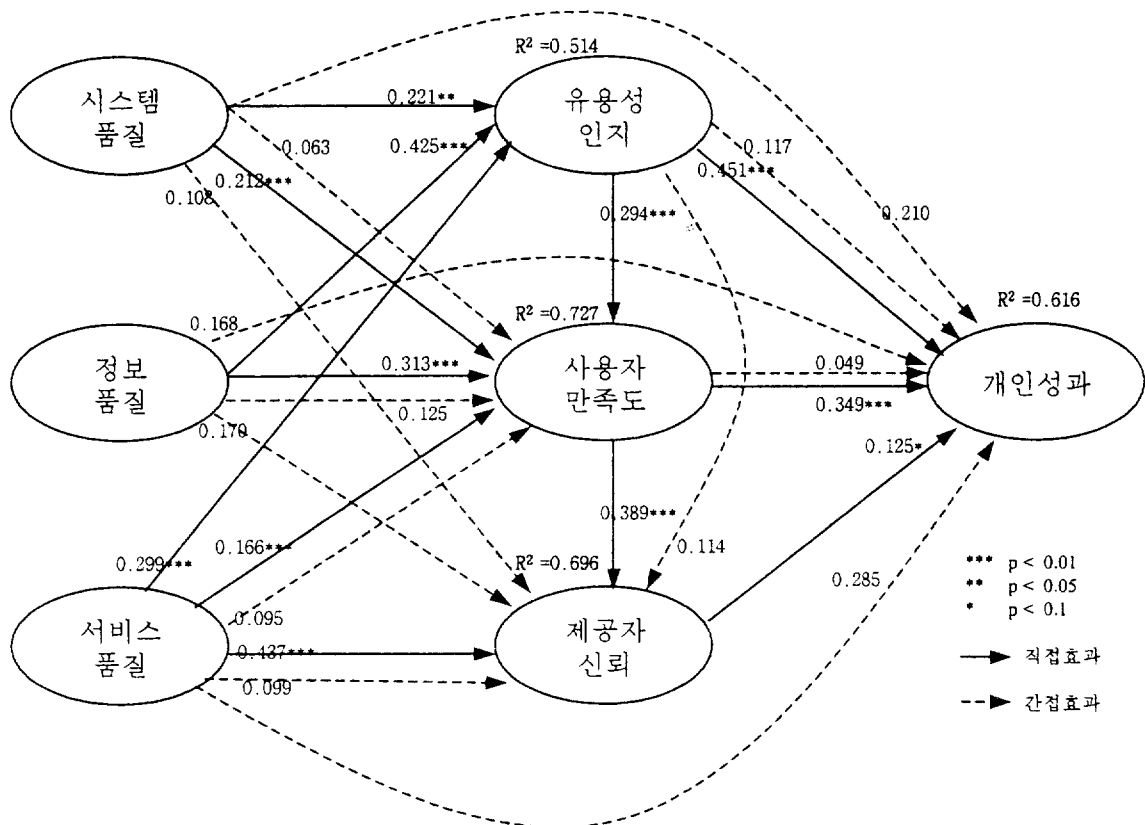 R² =0.514
시스템
품질
유용성
인지
0.221**
0.063
0.425***
0.117
0.451***
0.212***
0.108
0.294***
0.210
R² =0.616
0.168
R² =0.727
정보
품질
0.313***
사용자
만족도
0.049
개인성과
0.125
0.349***
0.170
0.125*
0.389***
0.166***
0.114
0.299***
R² =0.696
0.285
*** p< 0.01
** p< 0.05
* p< 0.1
서비스
품질
0.095
제공자
신뢰
0.437***
0.099
직접효과
간접효과